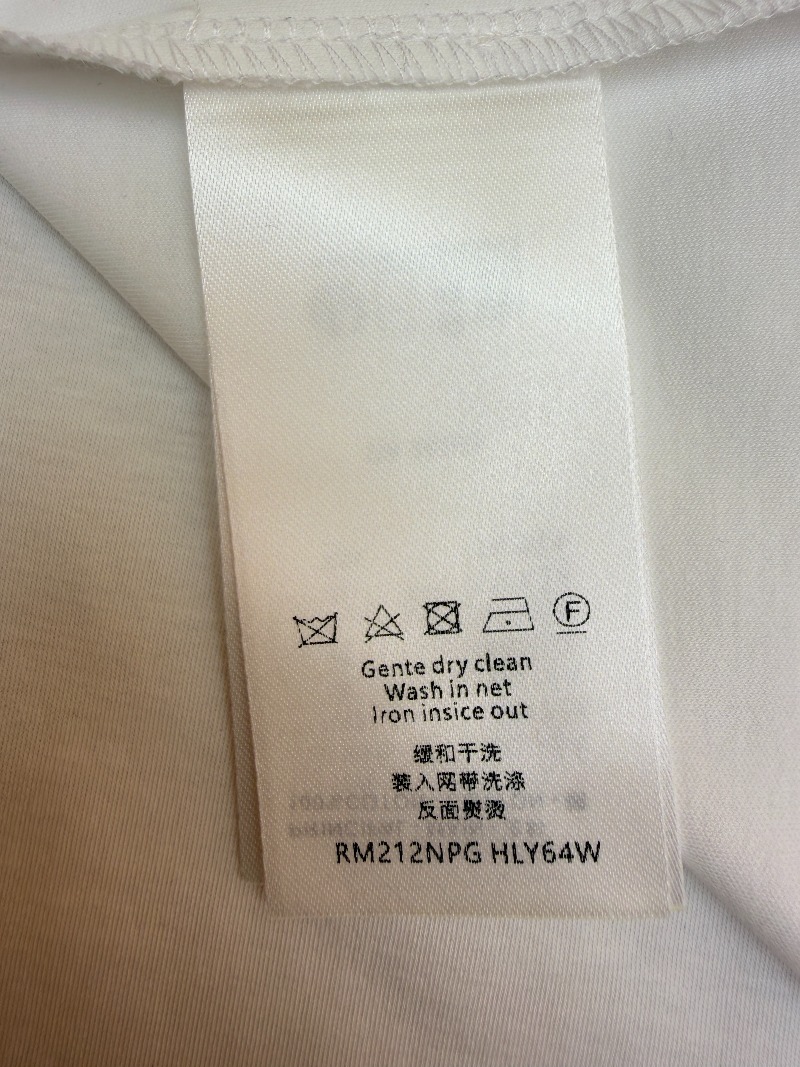 F
Gente dry clean
Wash in net
Iron insice out
缓和干洗
装入网带洗涤
反面熨烫
RM212NPG HLY64W